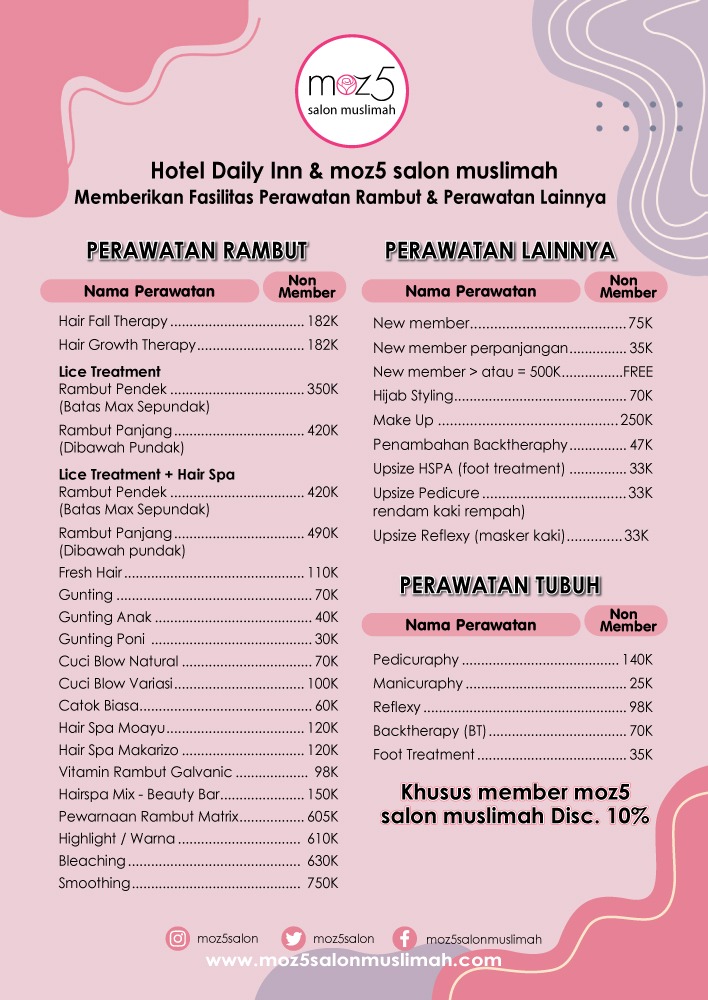 moz5
salon muslimah
Hotel Daily Inn & moz5 salon muslimah
Memberikan Fasilitas Perawatan Rambut & Perawatan Lainnya
PERAWATAN RAMBUT
Nama Perawatan Non Member
Hair Fall Therapy ................................. 182K
Hair Growth Therapy........................... 182K
Lice Treatment
Rambut Pendek ................................. 350K
(Batas Max Sepundak)
Rambut Panjang................................ 420K
(Dibawah Pundak)
Lice Treatment + Hair Spa
Rambut Pendek ................................. 420K
(Batas Max Sepundak)
Rambut Panjang................................ 490K
(Dibawah pundak)
Fresh Hair ............................................ 110K
Gunting ................................................ 70K
Gunting Anak ....................................... 40K
Gunting Poni ........................................ 30K
Cuci Blow Natural ................................ 70K
Cuci Blow Variasi................................. 100K
Catok Biasa.......................................... 60K
Hair Spa Moayu................................... 120K
Hair Spa Makarizo ............................... 120K
Vitamin Rambut Galvanic .................. 98K
Hairspa Mix - Beauty Bar..................... 150K
Pewarnaan Rambut Matrix................ 605K
Highlight / Warna ............................... 610K
Bleaching ........................................... 630K
Smoothing.......................................... 750K
PERAWATAN LAINNYA
Nama Perawatan Non Member
New member...................................... 75K
New member perpanjangan.............. 35K
New member > atau = 500K...............FREE
Hijab Styling.......................................... 70K
Make Up ............................................ 250K
Penambahan Backtheraphy.............. 47K
Upsize HSPA (foot treatment) .............. 33K
Upsize Pedicure ................................... 33K
rendam kaki rempah)
Upsize Reflexy (masker kaki).............. 33K
PERAWATAN TUBUH
Nama Perawatan Non Member
Pedicuraphy ....................................... 140K
Manicuraphy ....................................... 25K
Reflexy ................................................. 98K
Backtherapy (BT) .................................. 70K
Foot Treatment .................................... 35K
Khusus member moz5
salon muslimah Disc. 10%
moz5salon moz5salon moz5salonmuslimah
www.moz5salonmuslimah.com